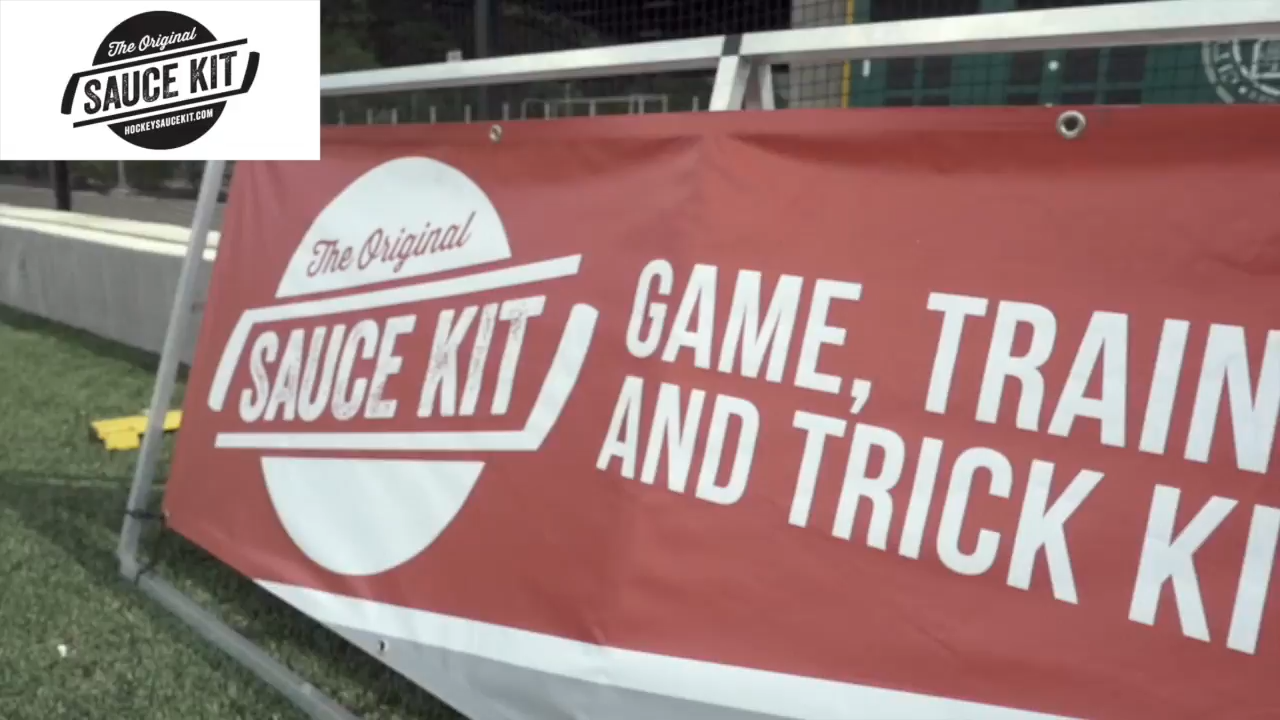 The Original
SAUCE KIT
HOCKEYSAUCEKIT.COM
The Original
SAUCE KIT
GAME, TRAIN
AND TRICK KI